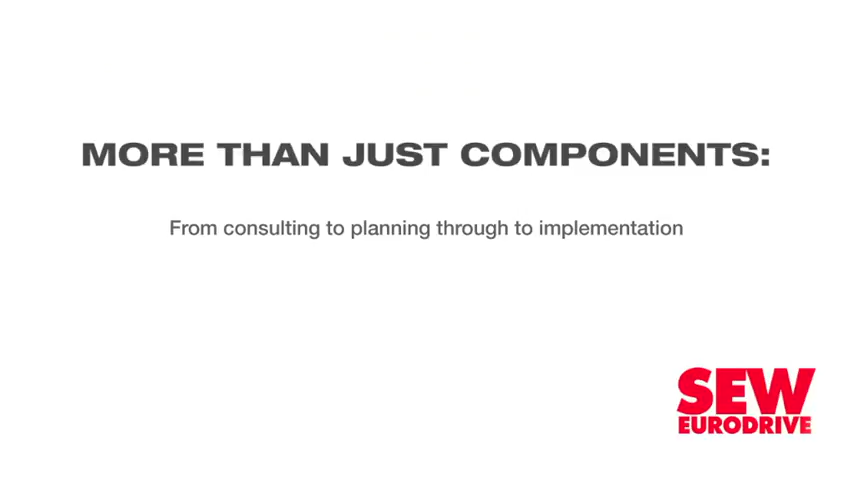 MORE THAN JUST COMPONENTS:
From consulting to planning through to implementation
SEW
EURODRIVE